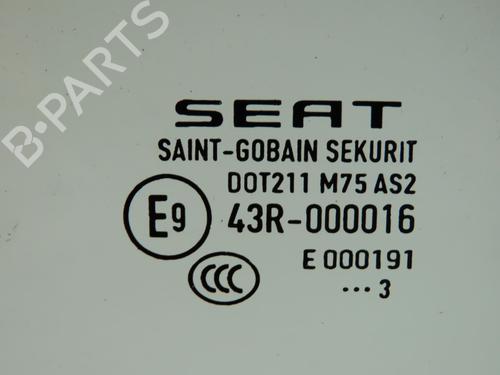 B-PARTS
SEAT
SAINT-GOBAIN SEKURIT
DOT211 M75 AS2
E9 43R-000016
E 000191
CCC
••• 3